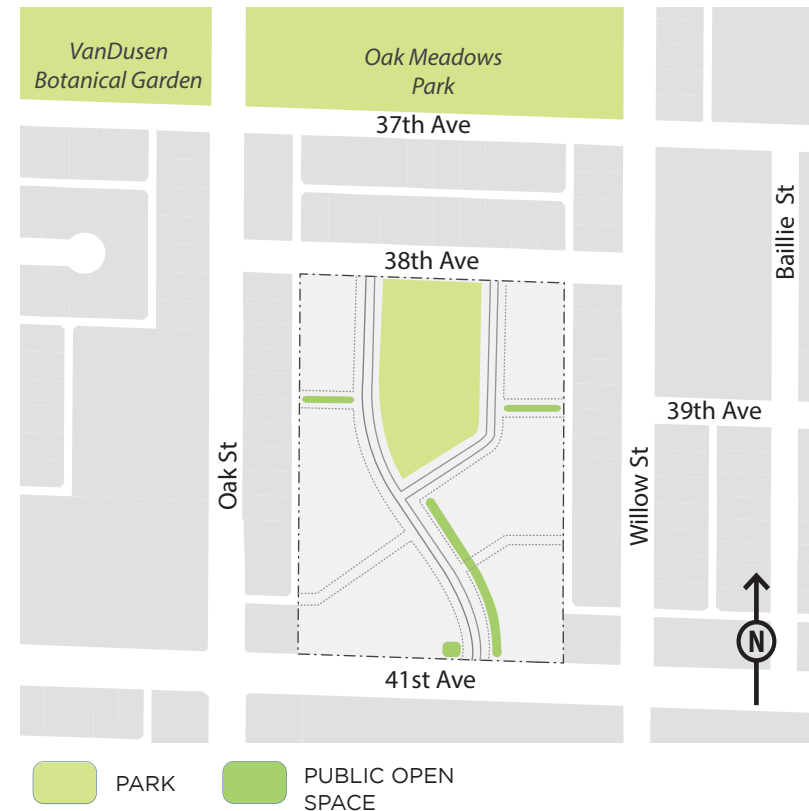 VanDusen
Botanical Garden
Oak Meadows
Park
37th Ave
Baillie St
38th Ave
39th Ave
Oak St
Willow St
N
41st Ave
PARK
PUBLIC OPEN
SPACE